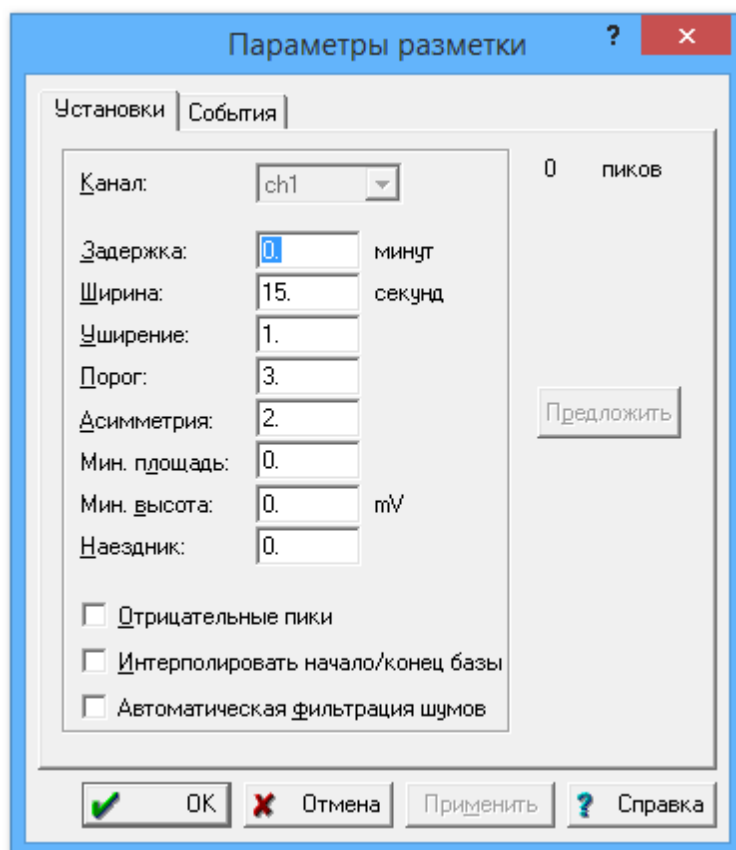 Параметры разметки ? ×
Установки События
Канал: ch1 0 пиков
Задержка: 0. минут
Ширина: 15. секунд
Уширение: 1.
Порог: 3.
Асимметрия: 2. Предложить
Мин. площадь: 0.
Мин. высота: 0. mV
Наездник: 0.
Отрицательные пики
Интерполировать начало/конец базы
Автоматическая фильтрация шумов
OK Отмена Применить ? Справка